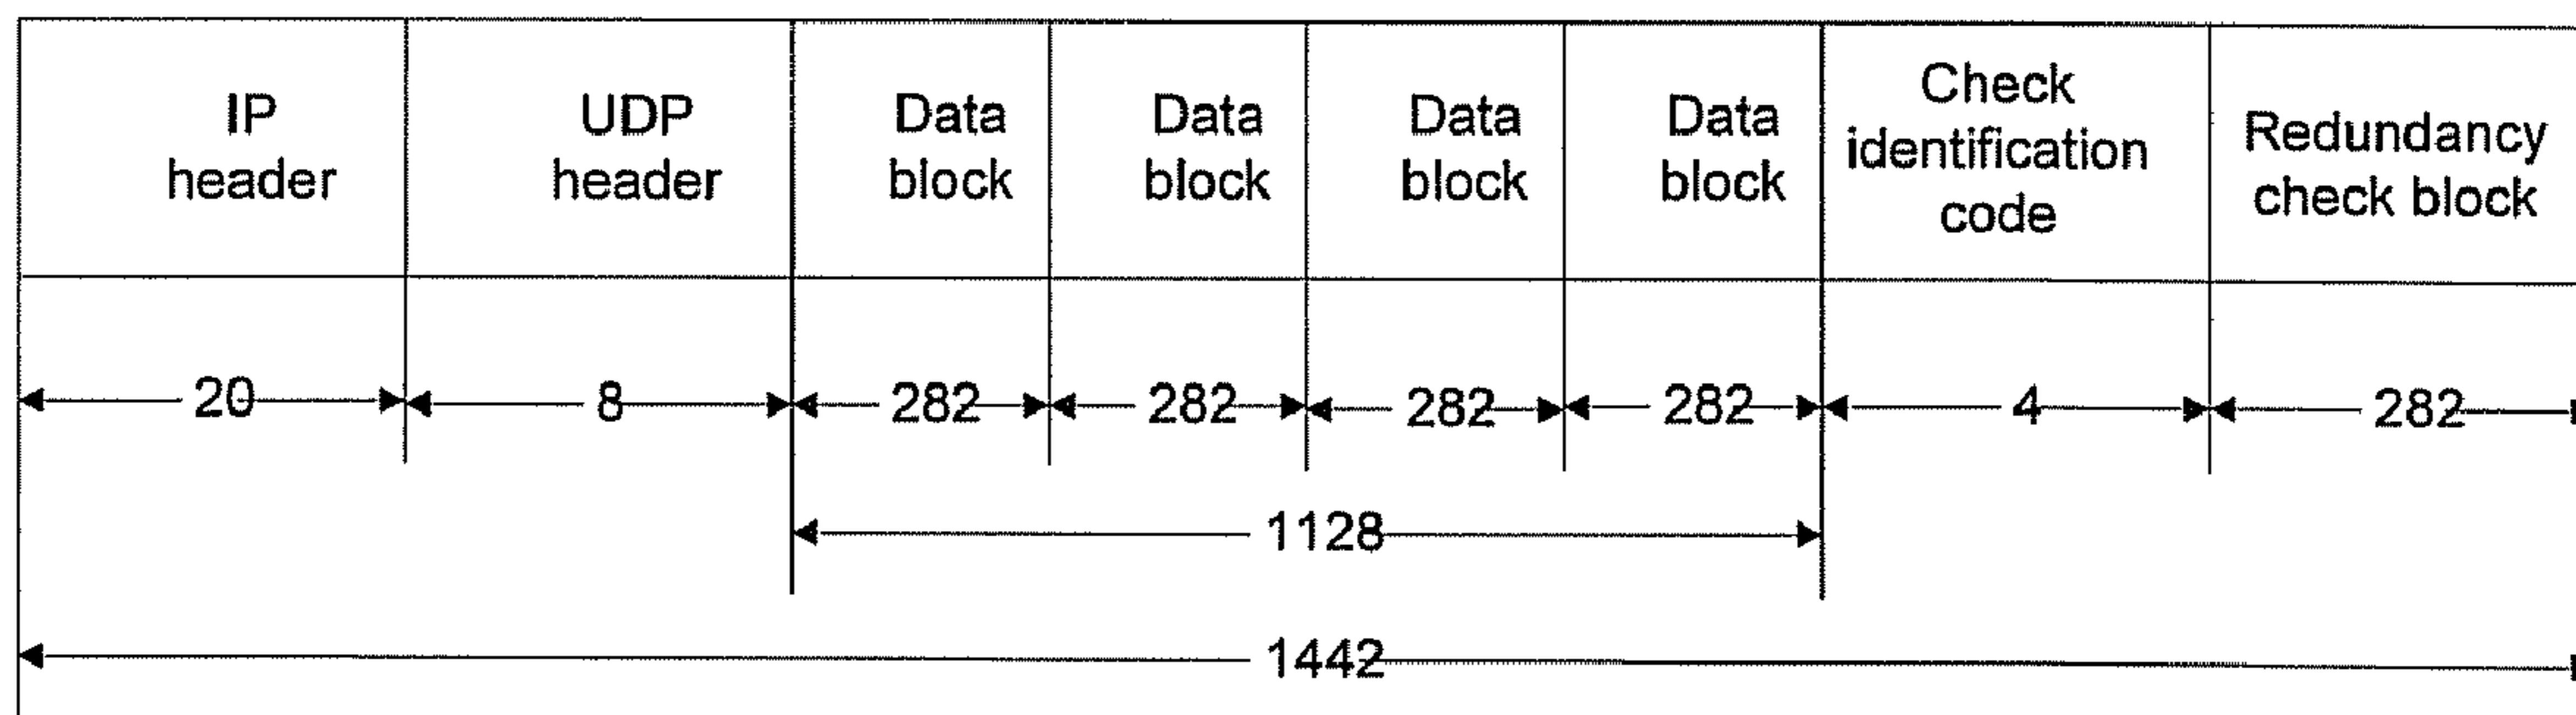 IP
header
UDP
header
Data
block
Data
block
Data
block
Data
block
Check
identification
code
Redundancy
check block
20
8
282
282
282
282
4
282
1128
1442